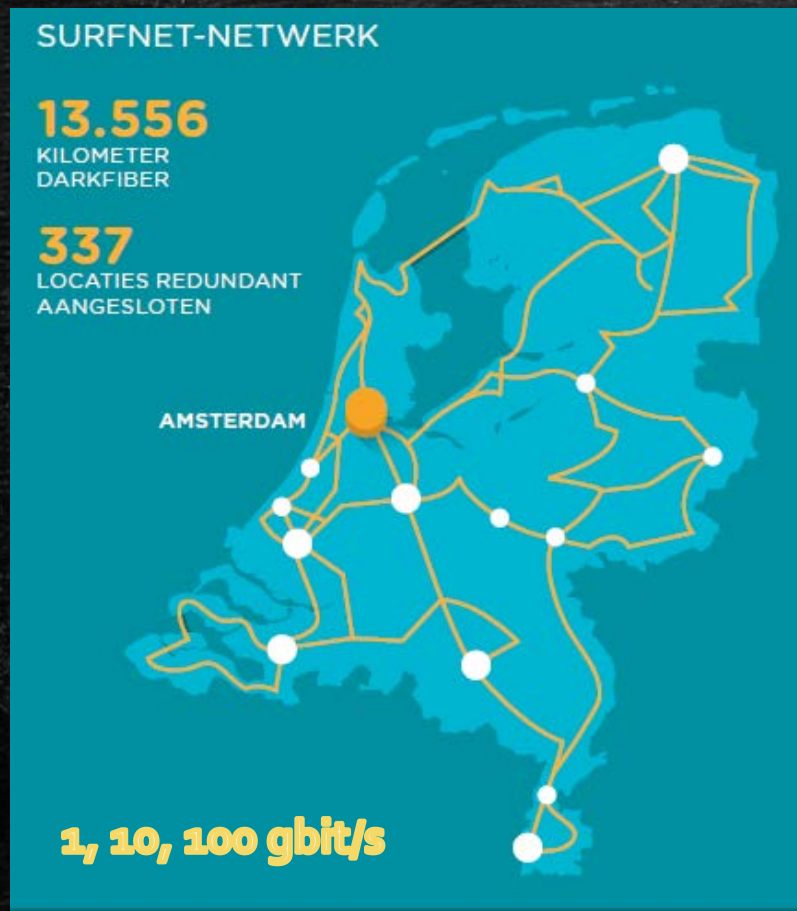 SURFNET-NETWERK
13.556
KILOMETER
DARKFIBER
337
LOCATIES REDUNDANT
AANGESLOTEN
AMSTERDAM
1, 10, 100 gbit/s